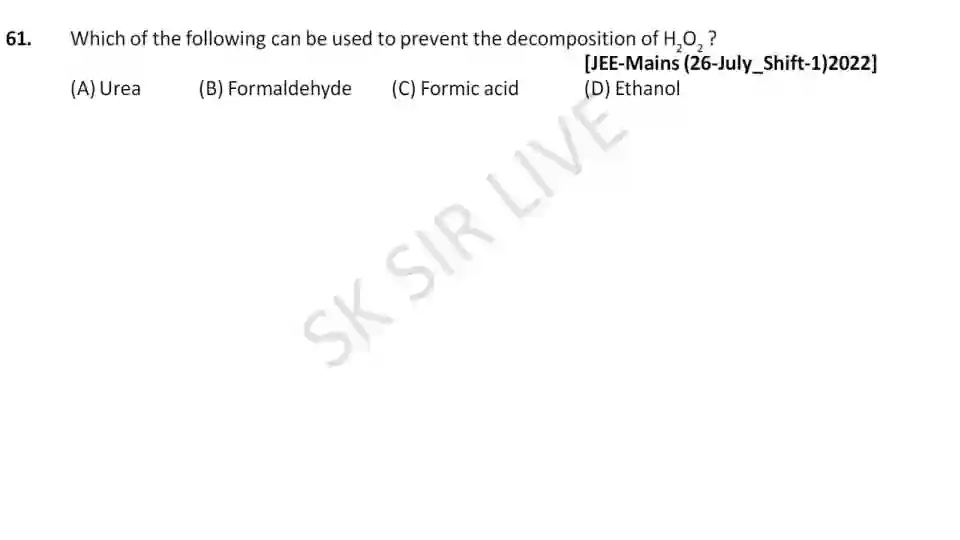 61. Which of the following can be used to prevent the decomposition of H₂O₂ ?
[JEE-Mains (26-July_Shift-1)2022]
(A) Urea (B) Formaldehyde (C) Formic acid (D) Ethanol
SK SIR LIVE